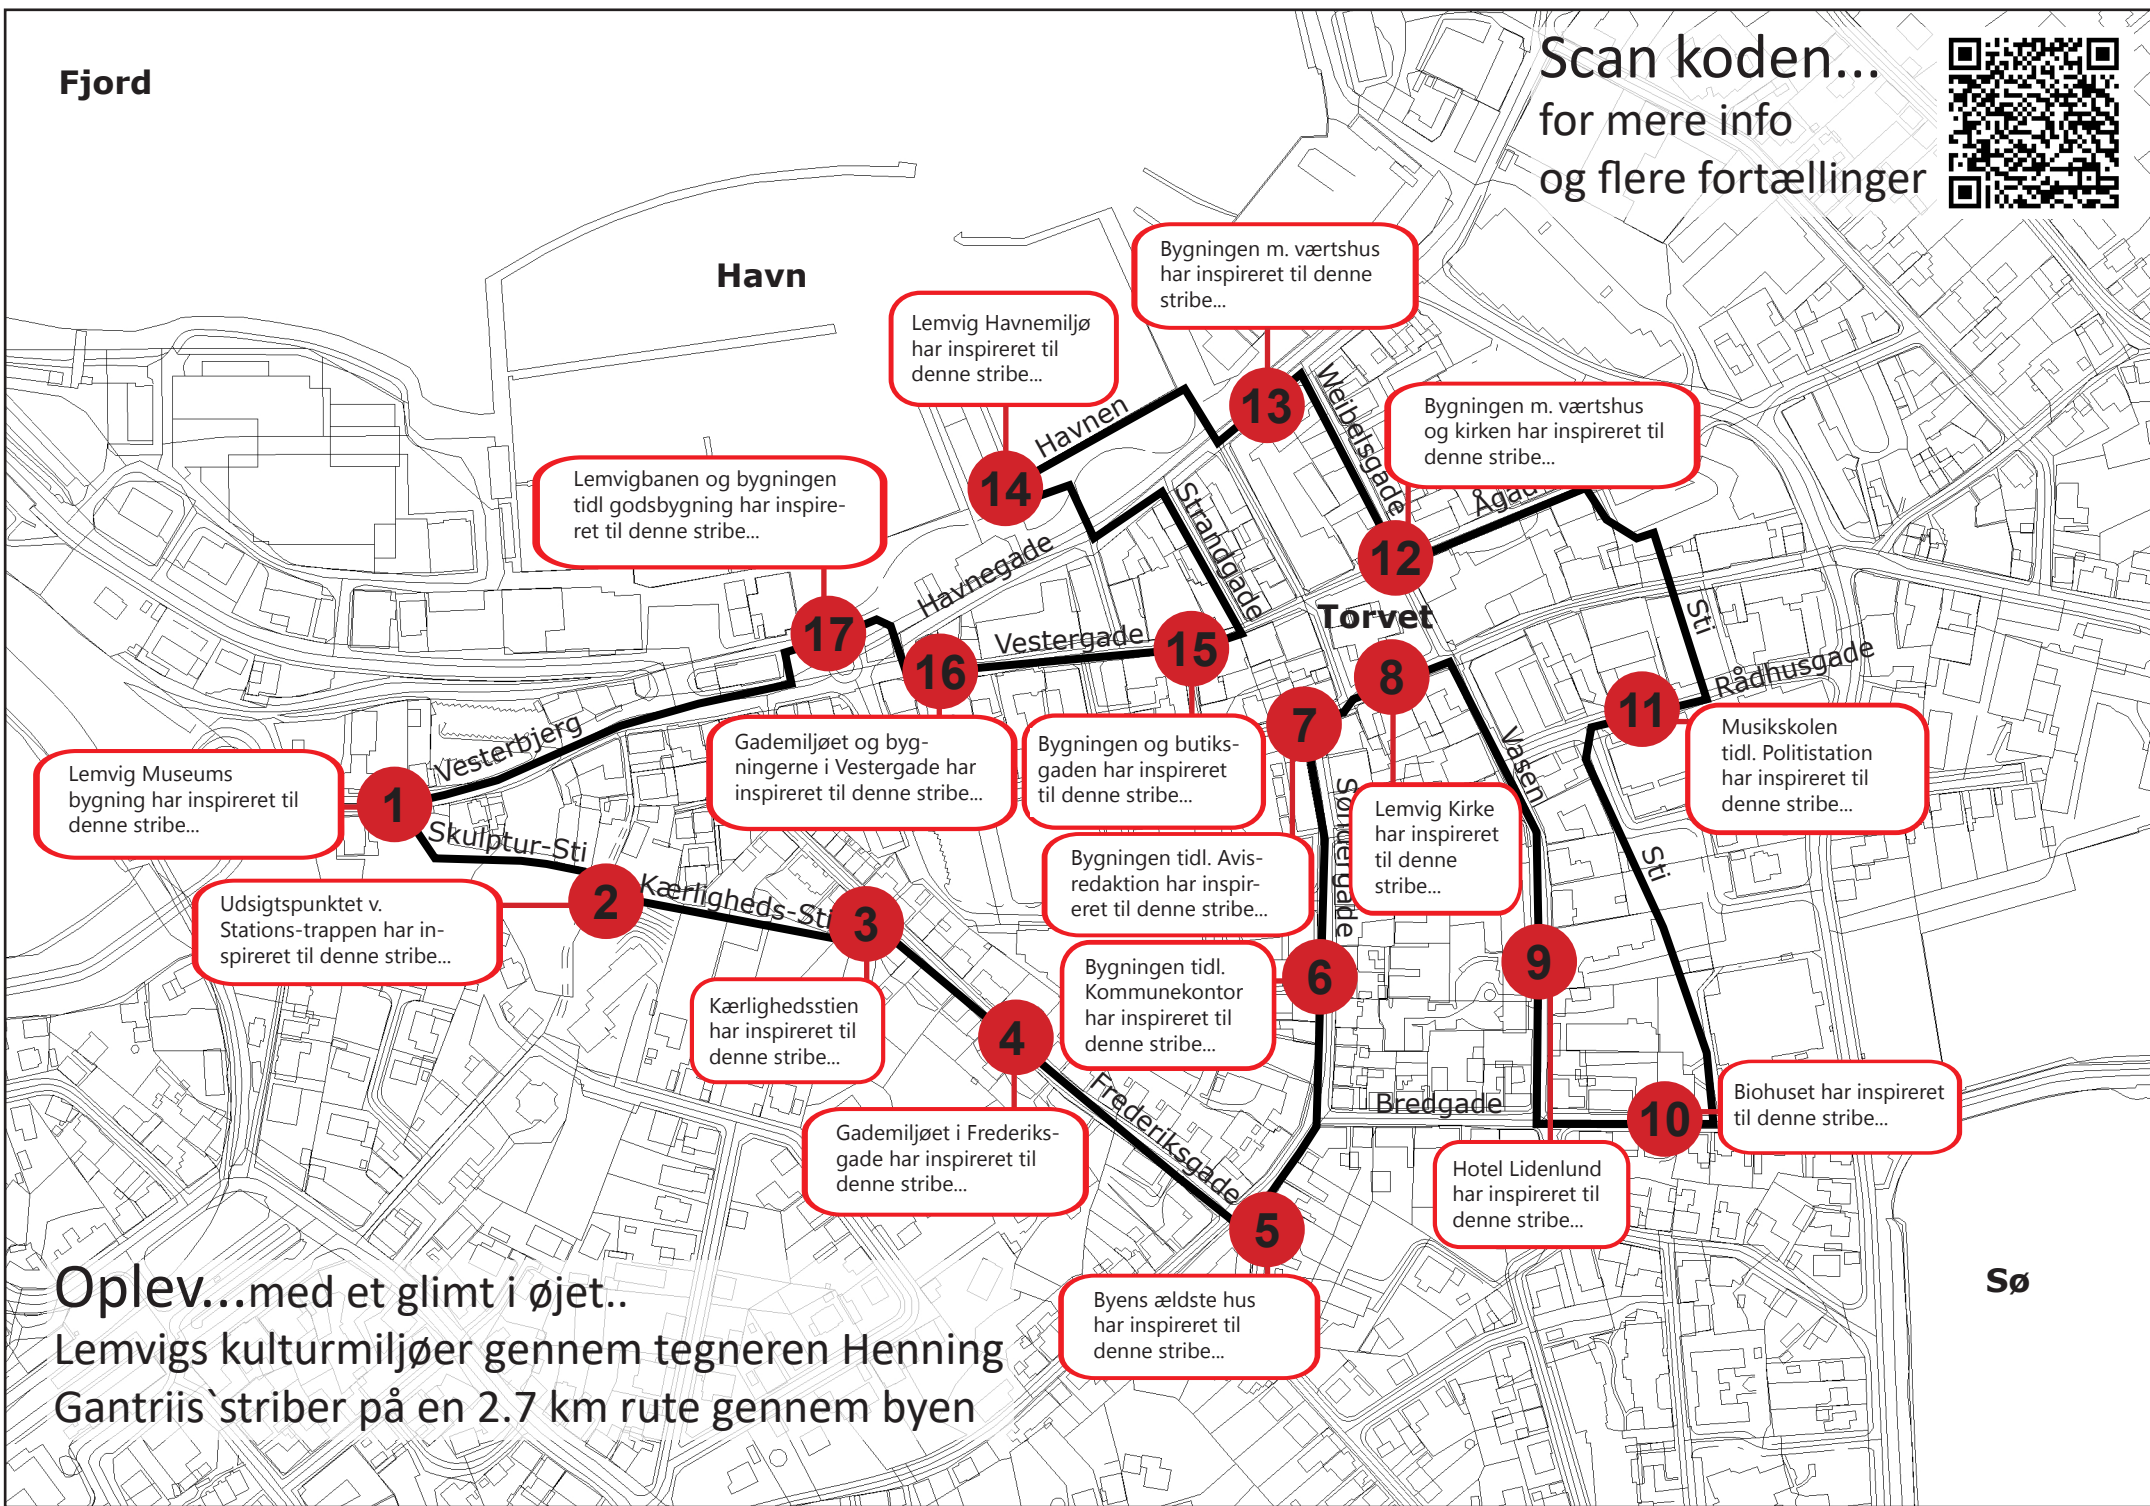 Fjord
Scan koden...
for mere info
og flere fortællinger
Havn
Bygningen m. værtshus
har inspireret til denne
stribe...
Lemvig Havnemiljø
har inspireret til
denne stribe...
13
Havnen
Weibelsgade
Bygningen m. værtshus
og kirken har inspireret til
denne stribe...
Lemvigbanen og bygningen
tidl godsbygning har inspire-
ret til denne stribe...
14
Strandgade
Ågad
12
Havnegade
Torvet
Sti
17
16
Vestergade
15
8
Rådhusgade
11
7
Vesterbjerg
Gademiljøet og byg-
ningerne i Vestergade har
inspireret til denne stribe...
Bygningen og butiks-
gaden har inspireret
til denne stribe...
Vasen
Musikskolen
tidl. Politistation
har inspireret til
denne stribe...
Lemvig Museums
bygning har inspireret til
denne stribe...
1
Søndergade
Lemvig Kirke
har inspireret
til denne
stribe...
Skulptur-Sti
Bygningen tidl. Avis-
redaktion har inspir-
eret til denne stribe...
Sti
Udsigtspunktet v.
Stations-trappen har in-
spireret til denne stribe...
2
Kærligheds-Sti
3
Bygningen tidl.
Kommunekontor
har inspireret til
denne stribe...
6
9
Kærlighedsstien
har inspireret til
denne stribe...
4
Frederiksgade
Bredgade
10
Biohuset har inspireret
til denne stribe...
Gademiljøet i Frederiks-
gade har inspireret til
denne stribe...
Hotel Lidenlund
har inspireret til
denne stribe...
5
Byens ældste hus
har inspireret til
denne stribe...
Sø
Oplev...med et glimt i øjet..
Lemvigs kulturmiljøer gennem tegneren Henning
Gantriis`striber på en 2.7 km rute gennem byen